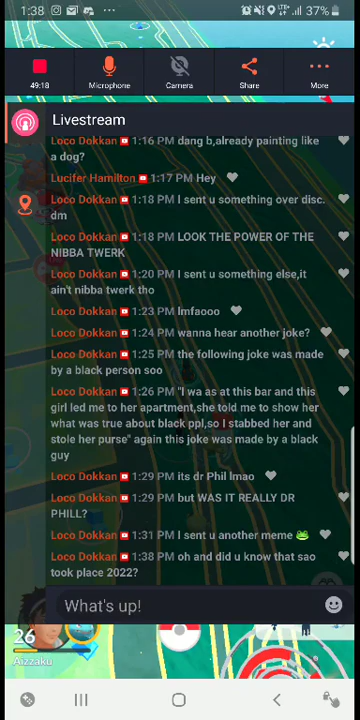 1:38 ... LTE+ 37%
49:18 Microphone Camera Share More
Livestream
Loco Dokkan 1:16 PM dang b,already painting like
a dog?
Lucifer Hamilton 1:17 PM Hey
Loco Dokkan 1:18 PM I sent u something over disc.
dm
Loco Dokkan 1:18 PM LOOK THE POWER OF THE
NIBBA TWERK
Loco Dokkan 1:20 PM I sent u something else,it
ain't nibba twerk tho
Loco Dokkan 1:23 PM lmfaooo
Loco Dokkan 1:24 PM wanna hear another joke?
Loco Dokkan 1:25 PM the following joke was made
by a black person soo
Loco Dokkan 1:26 PM "I wa as at this bar and this
girl led me to her apartment,she told me to show her
what was true about black ppl,so I stabbed her and
stole her purse" again this joke was made by a black
guy
Loco Dokkan 1:29 PM its dr Phil lmao
Loco Dokkan 1:29 PM but WAS IT REALLY DR
PHILL?
Loco Dokkan 1:31 PM I sent u another meme 🐸
Loco Dokkan 1:38 PM oh and did u know that sao
took place 2022?
What's up!
26
Aizzaku